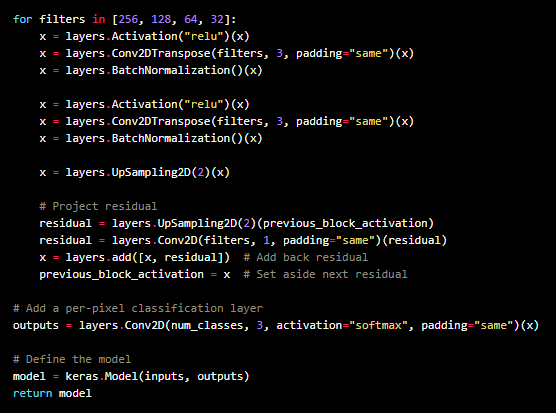 for filters in [256, 128, 64, 32]:
    x = layers.Activation("relu")(x)
    x = layers.Conv2DTranspose(filters, 3, padding="same")(x)
    x = layers.BatchNormalization()(x)

    x = layers.Activation("relu")(x)
    x = layers.Conv2DTranspose(filters, 3, padding="same")(x)
    x = layers.BatchNormalization()(x)

    x = layers.UpSampling2D(2)(x)

    # Project residual
    residual = layers.UpSampling2D(2)(previous_block_activation)
    residual = layers.Conv2D(filters, 1, padding="same")(residual)
    x = layers.add([x, residual])  # Add back residual
    previous_block_activation = x  # Set aside next residual

# Add a per-pixel classification layer
outputs = layers.Conv2D(num_classes, 3, activation="softmax", padding="same")(x)

# Define the model
model = keras.Model(inputs, outputs)
return model